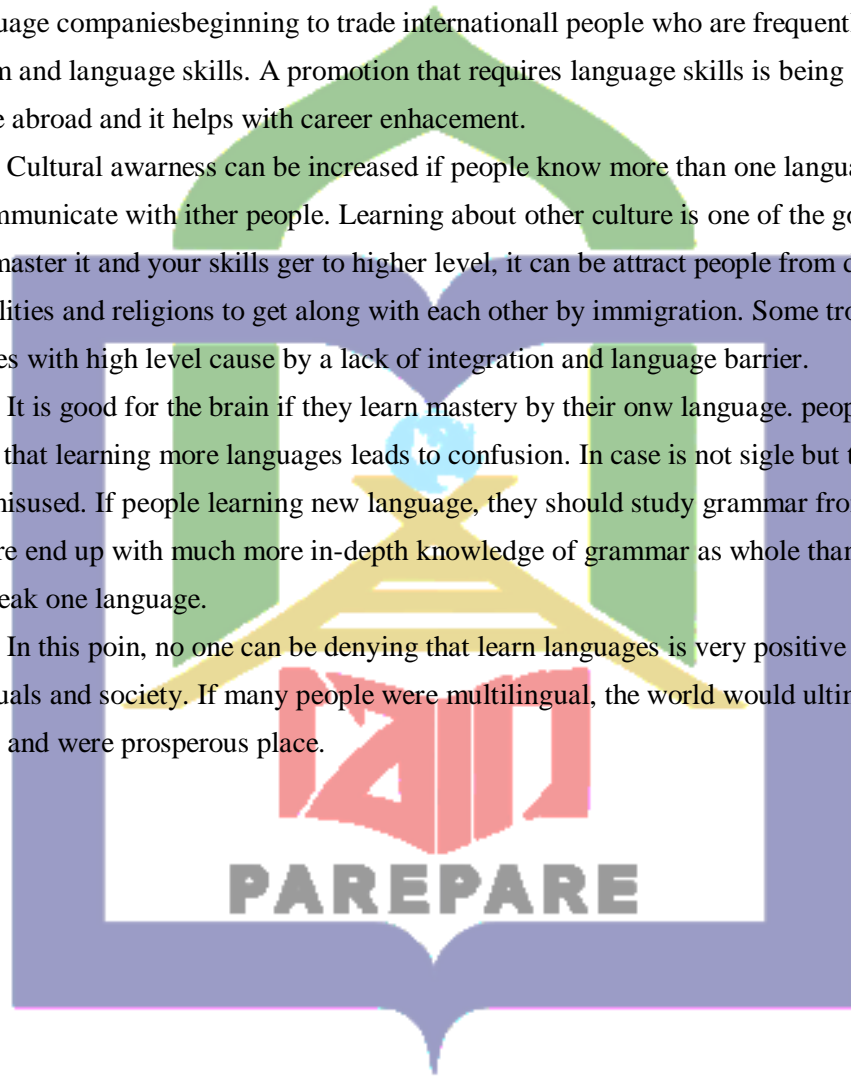 uage companiesbeginning to trade internationall people who are frequentl
m and language skills. A promotion that requires language skills is being
e abroad and it helps with career enhacement.
Cultural awarness can be increased if people know more than one langua
mmunicate with ither people. Learning about other culture is one of the go
master it and your skills ger to higher level, it can be attract people from d
lities and religions to get along with each other by immigration. Some tro
es with high level cause by a lack of integration and language barrier.
It is good for the brain if they learn mastery by their onw language. peop
that learning more languages leads to confusion. In case is not sigle but t
nisused. If people learning new language, they should study grammar fro
re end up with much more in-depth knowledge of grammar as whole than
eak one language.
In this poin, no one can be denying that learn languages is very positive
uals and society. If many people were multilingual, the world would ultin
and were prosperous place.
PAREPARE